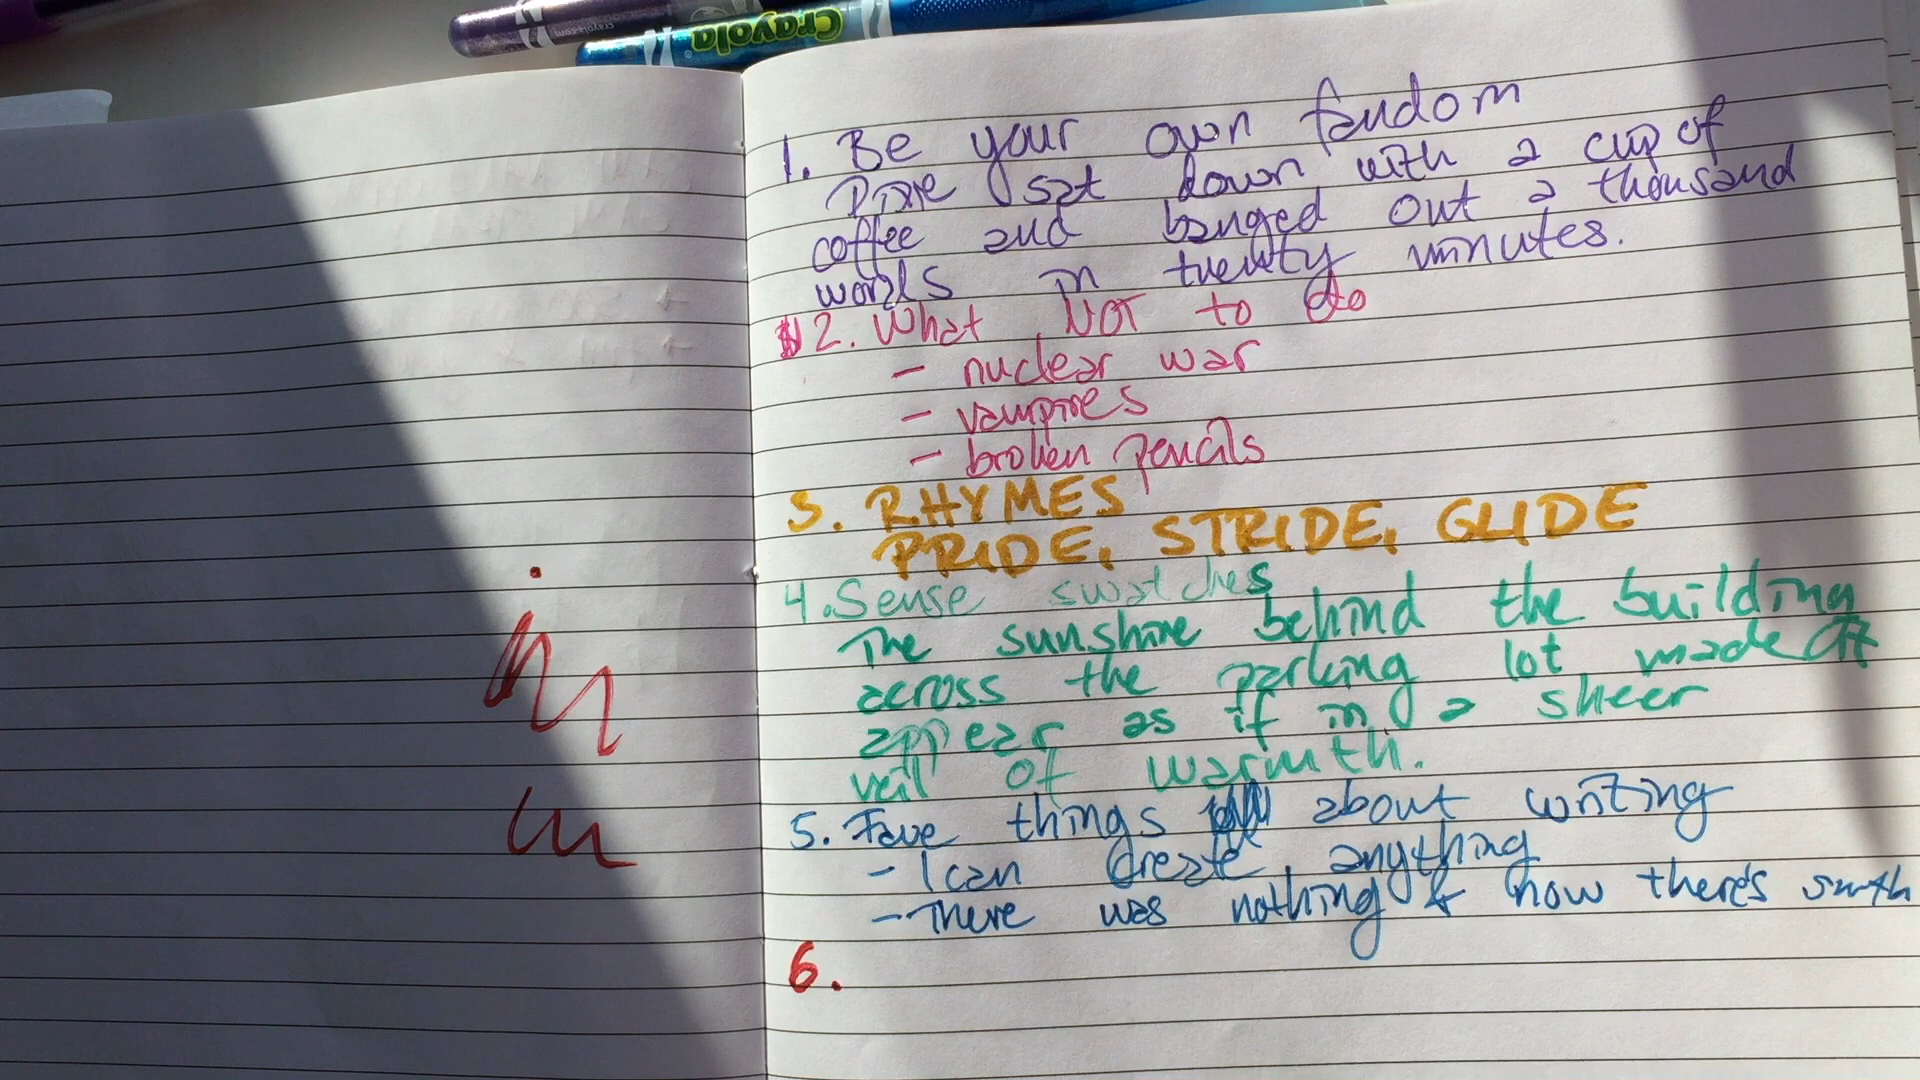 Crayola
1. Be your own fandom
Pixie sat down with a cup of
coffee and banged out a thousand
words in twenty minutes.
2. What NOT to do
- nuclear war
- vampires
- broken pencils
3. RHYMES
PRIDE, STRIDE, GLIDE
4. Sense swatches
The sunshine behind the building
across the parking lot made it
appear as if in a sheer
veil of warmth.
5. Fave things about writing
- I can create anything
- There was nothing & now there's smth
6.